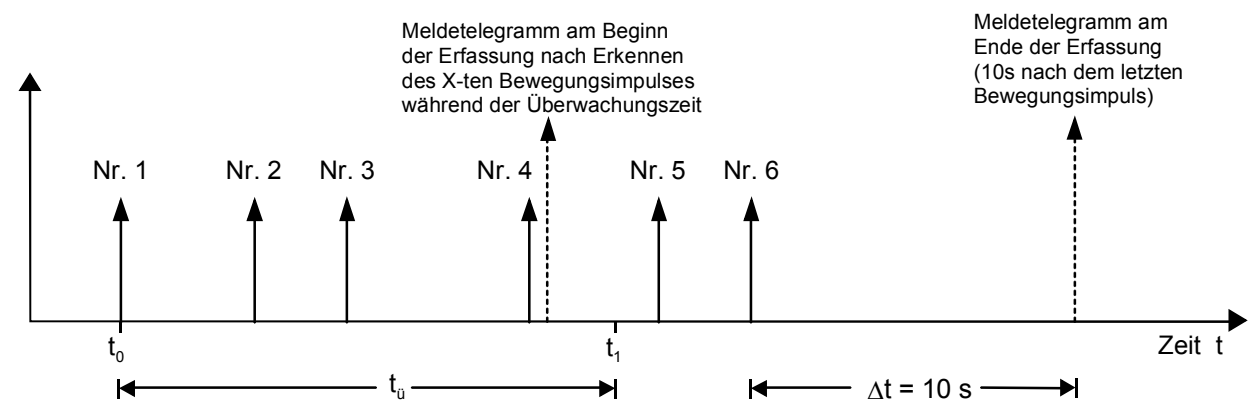 Meldetelegramm am Beginn
der Erfassung nach Erkennen
des X-ten Bewegungsimpulses
während der Überwachungszeit
Meldetelegramm am
Ende der Erfassung
(10s nach dem letzten
Bewegungsimpuls)
Nr. 1
Nr. 2
Nr. 3
Nr. 4
Nr. 5
Nr. 6
t₀
t₁
Zeit t
tü
Δt = 10 s